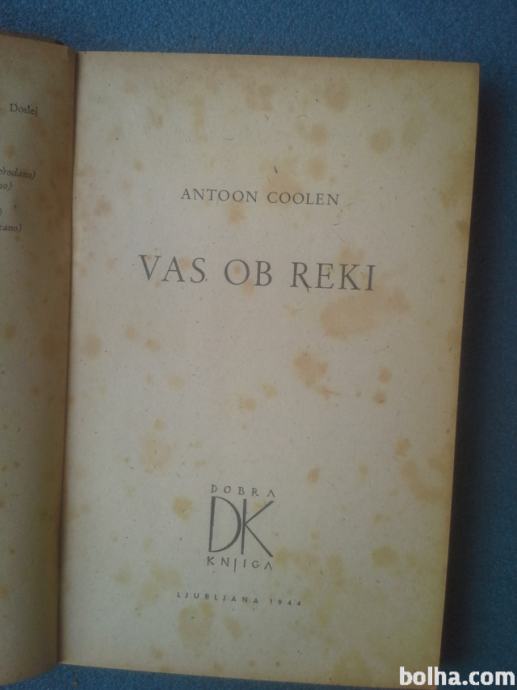 Doslej
ANTOON COOLEN
VAS OB REKI
DOBRA
DK
KNJIGA
LJUBLJANA 1944
bolha.com